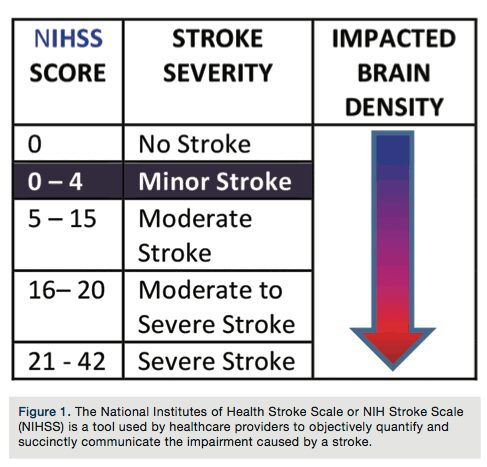 NIHSS SCORE STROKE SEVERITY IMPACTED BRAIN DENSITY
0 No Stroke
0 – 4 Minor Stroke
5 – 15 Moderate Stroke
16– 20 Moderate to Severe Stroke
21 - 42 Severe Stroke
Figure 1. The National Institutes of Health Stroke Scale or NIH Stroke Scale
(NIHSS) is a tool used by healthcare providers to objectively quantify and
succinctly communicate the impairment caused by a stroke.